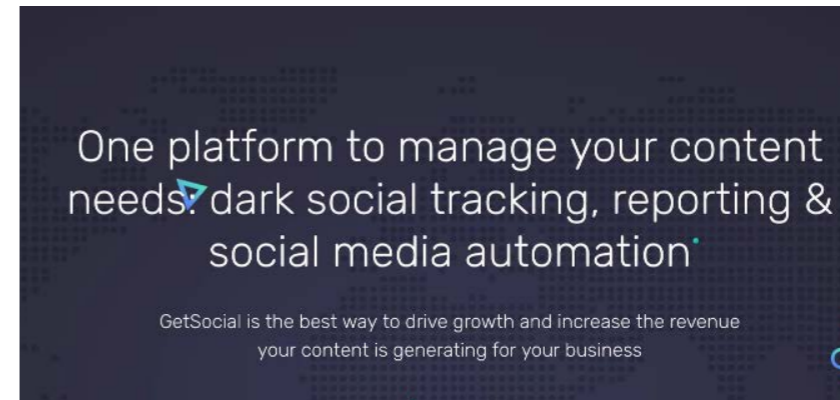 One platform to manage your content
needs: dark social tracking, reporting &
social media automation
GetSocial is the best way to drive growth and increase the revenue
your content is generating for your business